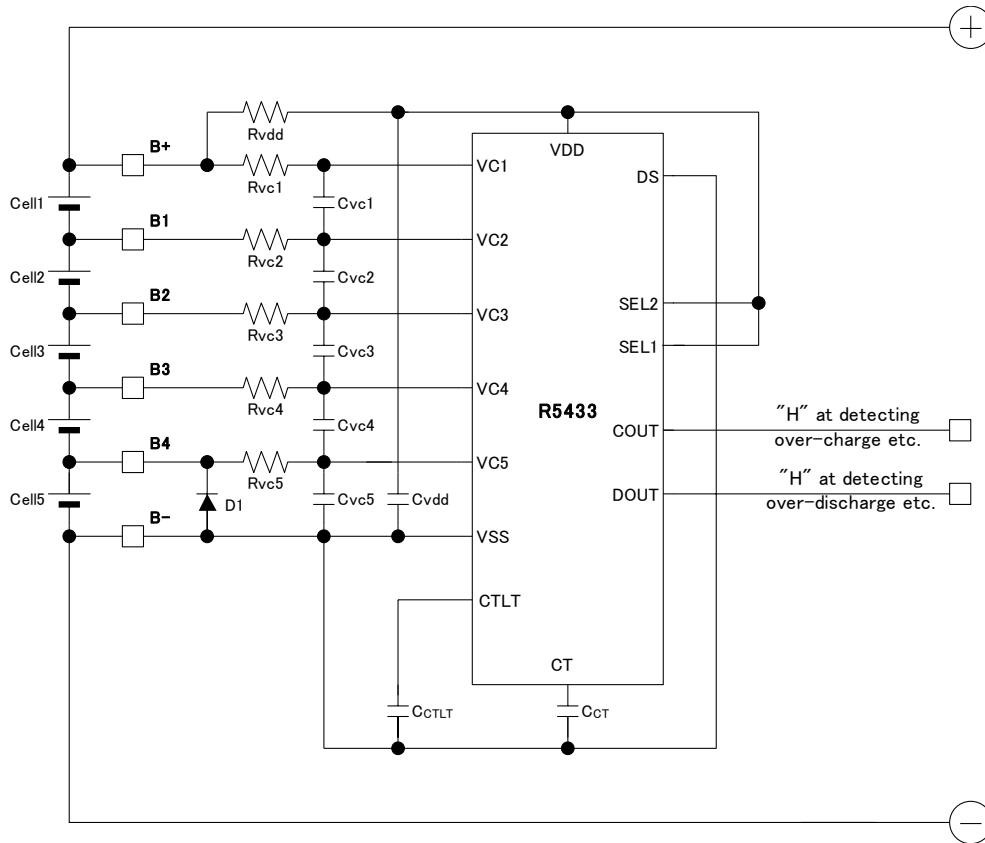 +
Rvdd
B+
Rvc1
VC1
VDD
DS
Cell1
Cvc1
B1
Rvc2
VC2
Cell2
Cvc2
B2
Rvc3
VC3
SEL2
Cell3
Cvc3
SEL1
B3
Rvc4
VC4
R5433
Cell4
Cvc4
COUT
"H" at detecting
over-charge etc.
B4
Rvc5
VC5
Cell5
D1
Cvc5
Cvdd
DOUT
"H" at detecting
over-discharge etc.
B-
VSS
CTLT
CT
CCTLT
CCT
−